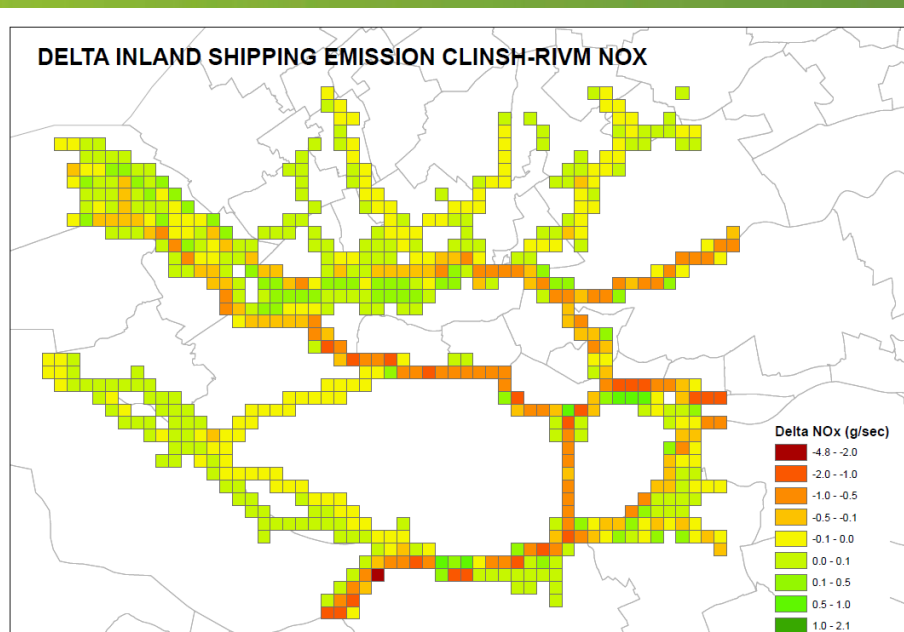 DELTA INLAND SHIPPING EMISSION CLINSH-RIVM NOX
Delta NOx (g/sec)
-4.8 - -2.0
-2.0 - -1.0
-1.0 - -0.5
-0.5 - -0.1
-0.1 - 0.0
0.0 - 0.1
0.1 - 0.5
0.5 - 1.0
1.0 - 2.1